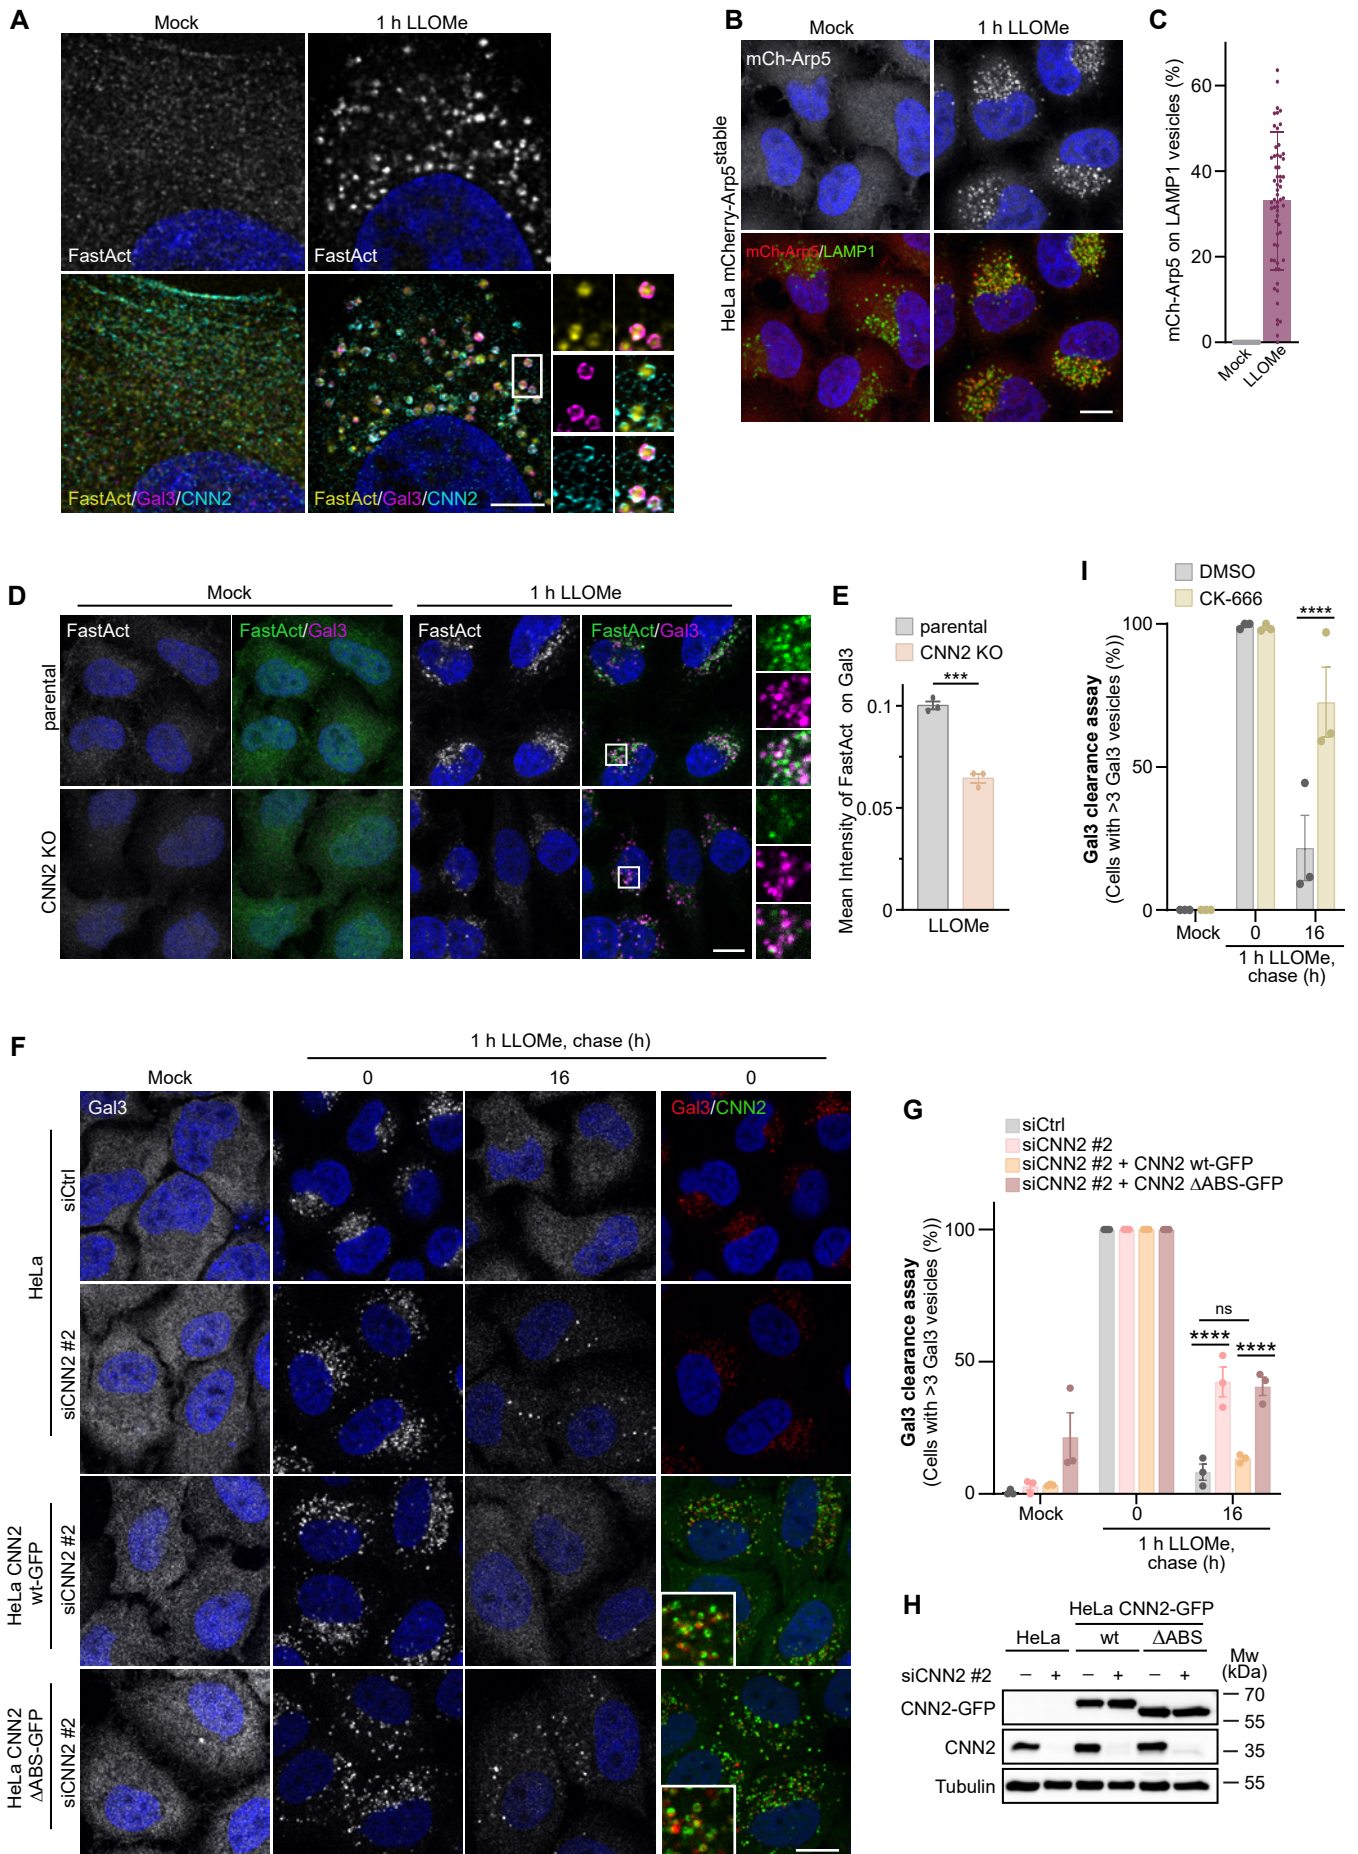 A
Mock
1 h LLOMe
FastAct
FastAct
FastAct/Gal3/CNN2
FastAct/Gal3/CNN2
B
Mock
1 h LLOMe
HeLa mCherry-Arp5stable
mCh-Arp5
mCh-Arp5/LAMP1
C
mCh-Arp5 on LAMP1 vesicles (%)
60
40
20
0
Mock
LLOMe
D
Mock
1 h LLOMe
parental
CNN2 KO
FastAct
FastAct/Gal3
FastAct
FastAct/Gal3
E
parental
CNN2 KO
***
Mean Intensity of FastAct on Gal3
0.1
0.05
0
LLOMe
I
DMSO
CK-666
****
Gal3 clearance assay
(Cells with >3 Gal3 vesicles (%))
100
50
0
Mock
0
16
1 h LLOMe,
chase (h)
F
1 h LLOMe, chase (h)
Mock
0
16
0
Gal3
Gal3/CNN2
HeLa
siCtrl
siCNN2 #2
HeLa CNN2
wt-GFP
siCNN2 #2
HeLa CNN2
ΔABS-GFP
siCNN2 #2
G
siCtrl
siCNN2 #2
siCNN2 #2 + CNN2 wt-GFP
siCNN2 #2 + CNN2 ΔABS-GFP
Gal3 clearance assay
(Cells with >3 Gal3 vesicles (%))
100
50
0
ns
****
****
Mock
0
16
1 h LLOMe,
chase (h)
H
HeLa CNN2-GFP
HeLa
wt
ΔABS
Mw
(kDa)
siCNN2 #2
– + – + – +
CNN2-GFP
70
55
CNN2
35
Tubulin
55